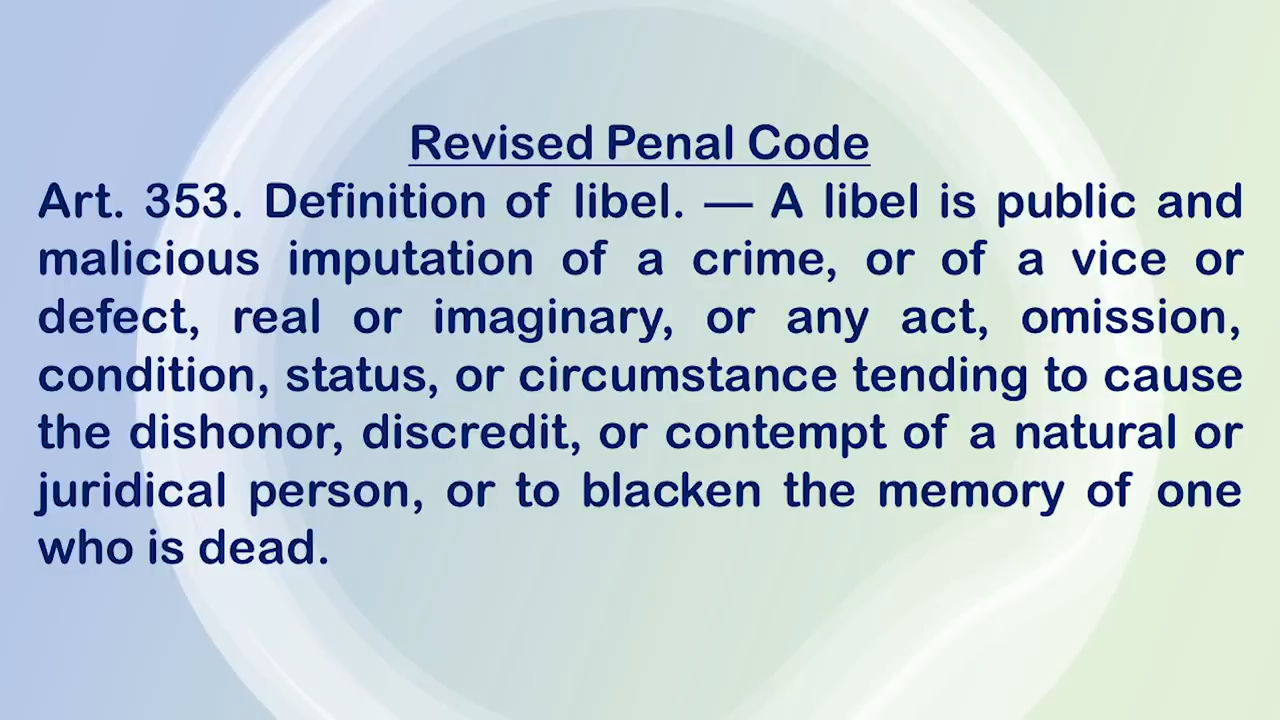 Revised Penal Code
Art. 353. Definition of libel. — A libel is public and
malicious imputation of a crime, or of a vice or
defect, real or imaginary, or any act, omission,
condition, status, or circumstance tending to cause
the dishonor, discredit, or contempt of a natural or
juridical person, or to blacken the memory of one
who is dead.